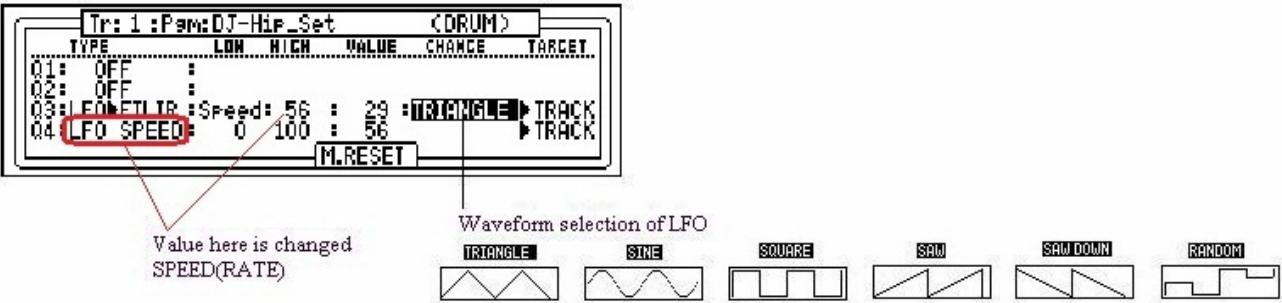 Tr: 1 :Pgm:DJ-Hip_Set (DRUM)
TYPE LOW HIGH VALUE CHANGE TARGET
Q1: OFF :
Q2: OFF :
Q3:LFO▶FTLIR :Speed: 56 : 29 :TRIANGLE ▶TRACK
Q4:LFO SPEED: 0 100 : 56 ▶TRACK
M.RESET
Waveform selection of LFO
Value here is changed
SPEED(RATE)
TRIANGLE SINE SQUARE SAW SAW DOWN RANDOM